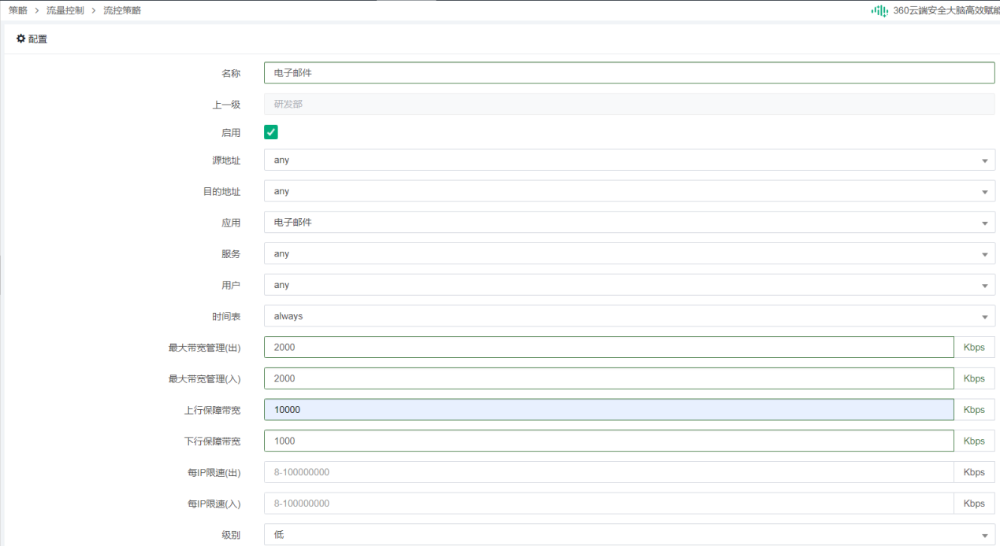 策略 > 流量控制 > 流控策略
360云端安全大脑高效赋能
配置
名称 电子邮件
上一级 研发部
启用
源地址 any
目的地址 any
应用 电子邮件
服务 any
用户 any
时间表 always
最大带宽管理(出) 2000 Kbps
最大带宽管理(入) 2000 Kbps
上行保障带宽 10000 Kbps
下行保障带宽 1000 Kbps
每IP限速(出) 8-100000000 Kbps
每IP限速(入) 8-100000000 Kbps
级别 低